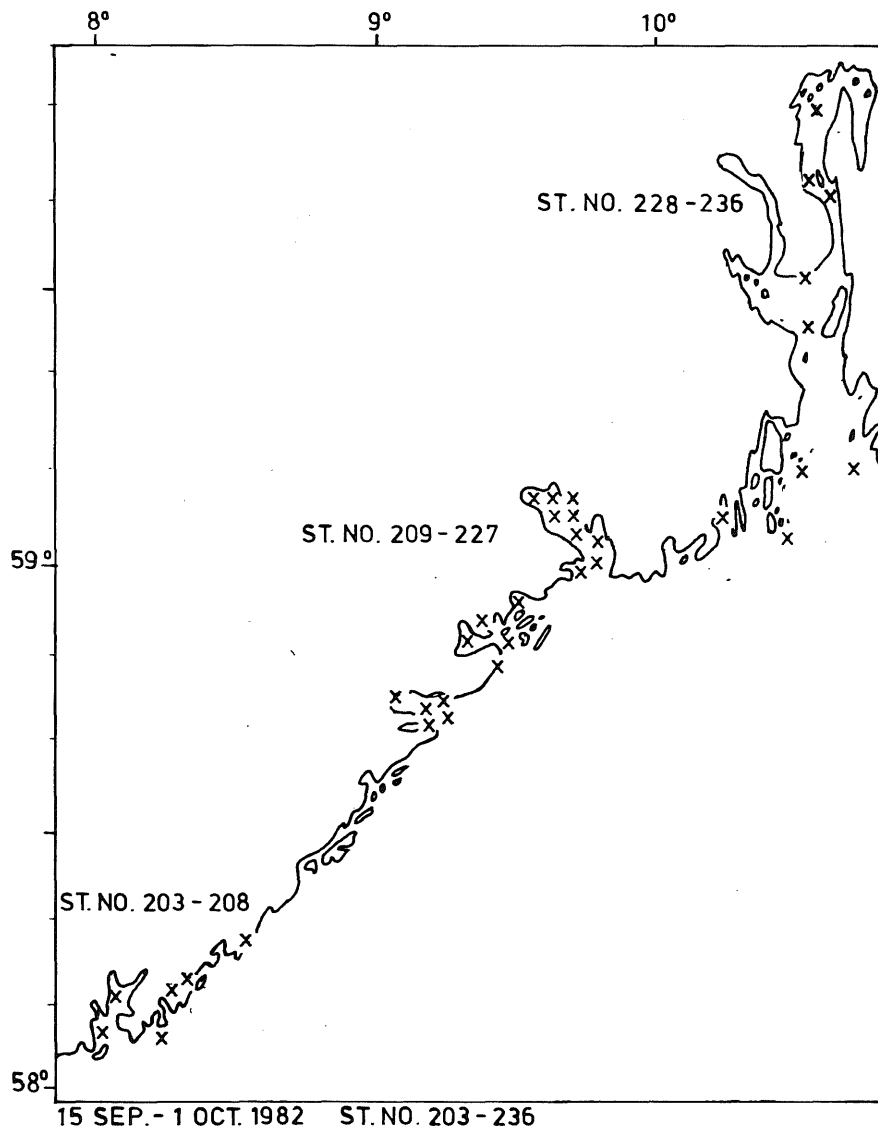 8° 9° 10°
ST. NO. 228-236
ST. NO. 209-227
59°
ST. NO. 203-208
58°
15 SEP.- 1 OCT. 1982 ST. NO. 203-236